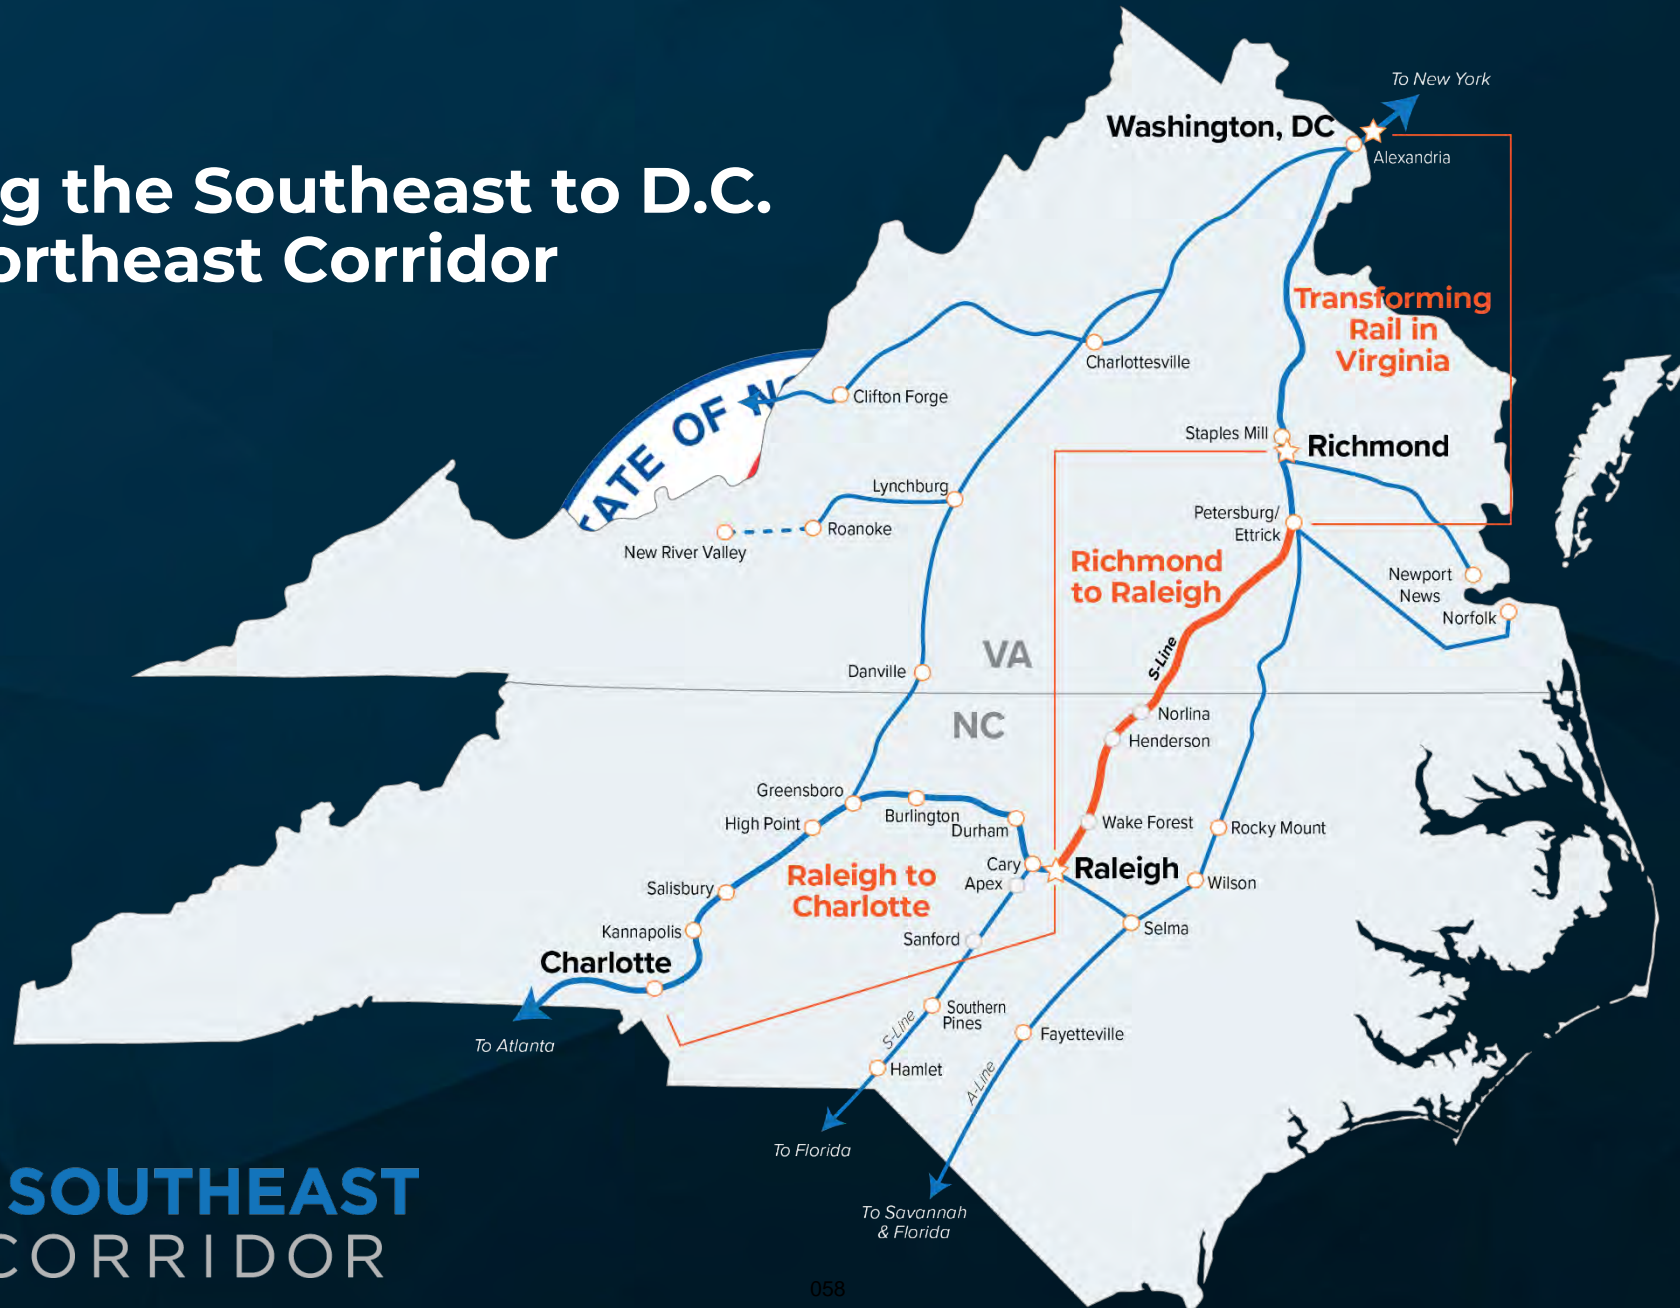 g the Southeast to D.C.
ortheast Corridor
To New York
Washington, DC
Alexandria
Transforming
Rail in
Virginia
Charlottesville
Clifton Forge
STATE OF N
Staples Mill
Richmond
Lynchburg
Roanoke
New River Valley
Petersburg/
Ettrick
Richmond
to Raleigh
Newport
News
Norfolk
S-Line
VA
Danville
NC
Norlina
Henderson
Greensboro
Burlington
High Point
Durham
Wake Forest
Rocky Mount
Cary
Raleigh
Apex
Raleigh to
Charlotte
Salisbury
Wilson
Kannapolis
Sanford
Selma
Charlotte
Southern
Pines
S-Line
Fayetteville
To Atlanta
Hamlet
A-Line
To Florida
To Savannah
& Florida
SOUTHEAST
CORRIDOR
058